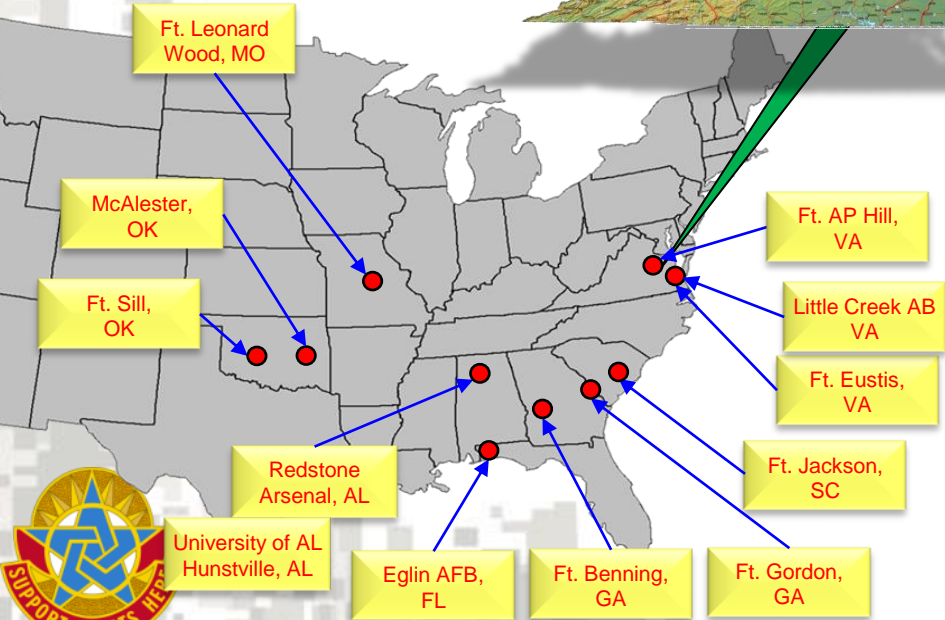 Ft. Leonard
Wood, MO
McAlester,
OK
Ft. Sill,
OK
Ft. AP Hill,
VA
Little Creek AB
VA
Ft. Eustis,
VA
Ft. Jackson,
SC
Redstone
Arsenal, AL
University of AL
Hunstville, AL
Eglin AFB,
FL
Ft. Benning,
GA
Ft. Gordon,
GA
SUPPORT
HERE